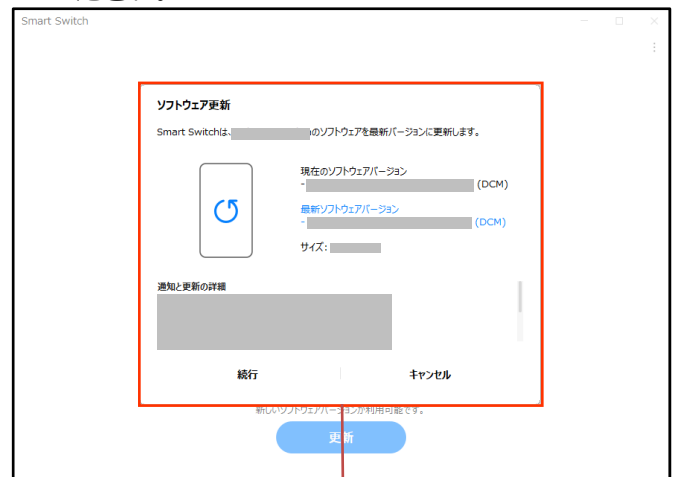 Smart Switch
ソフトウェア更新
Smart Switchは、のソフトウェアを最新バージョンに更新します。
現在のソフトウェアバージョン
- (DCM)
最新ソフトウェアバージョン
- (DCM)
サイズ:
通知と更新の詳細
続行 キャンセル
新しいソフトウェアバージョンが利用可能です。
更新